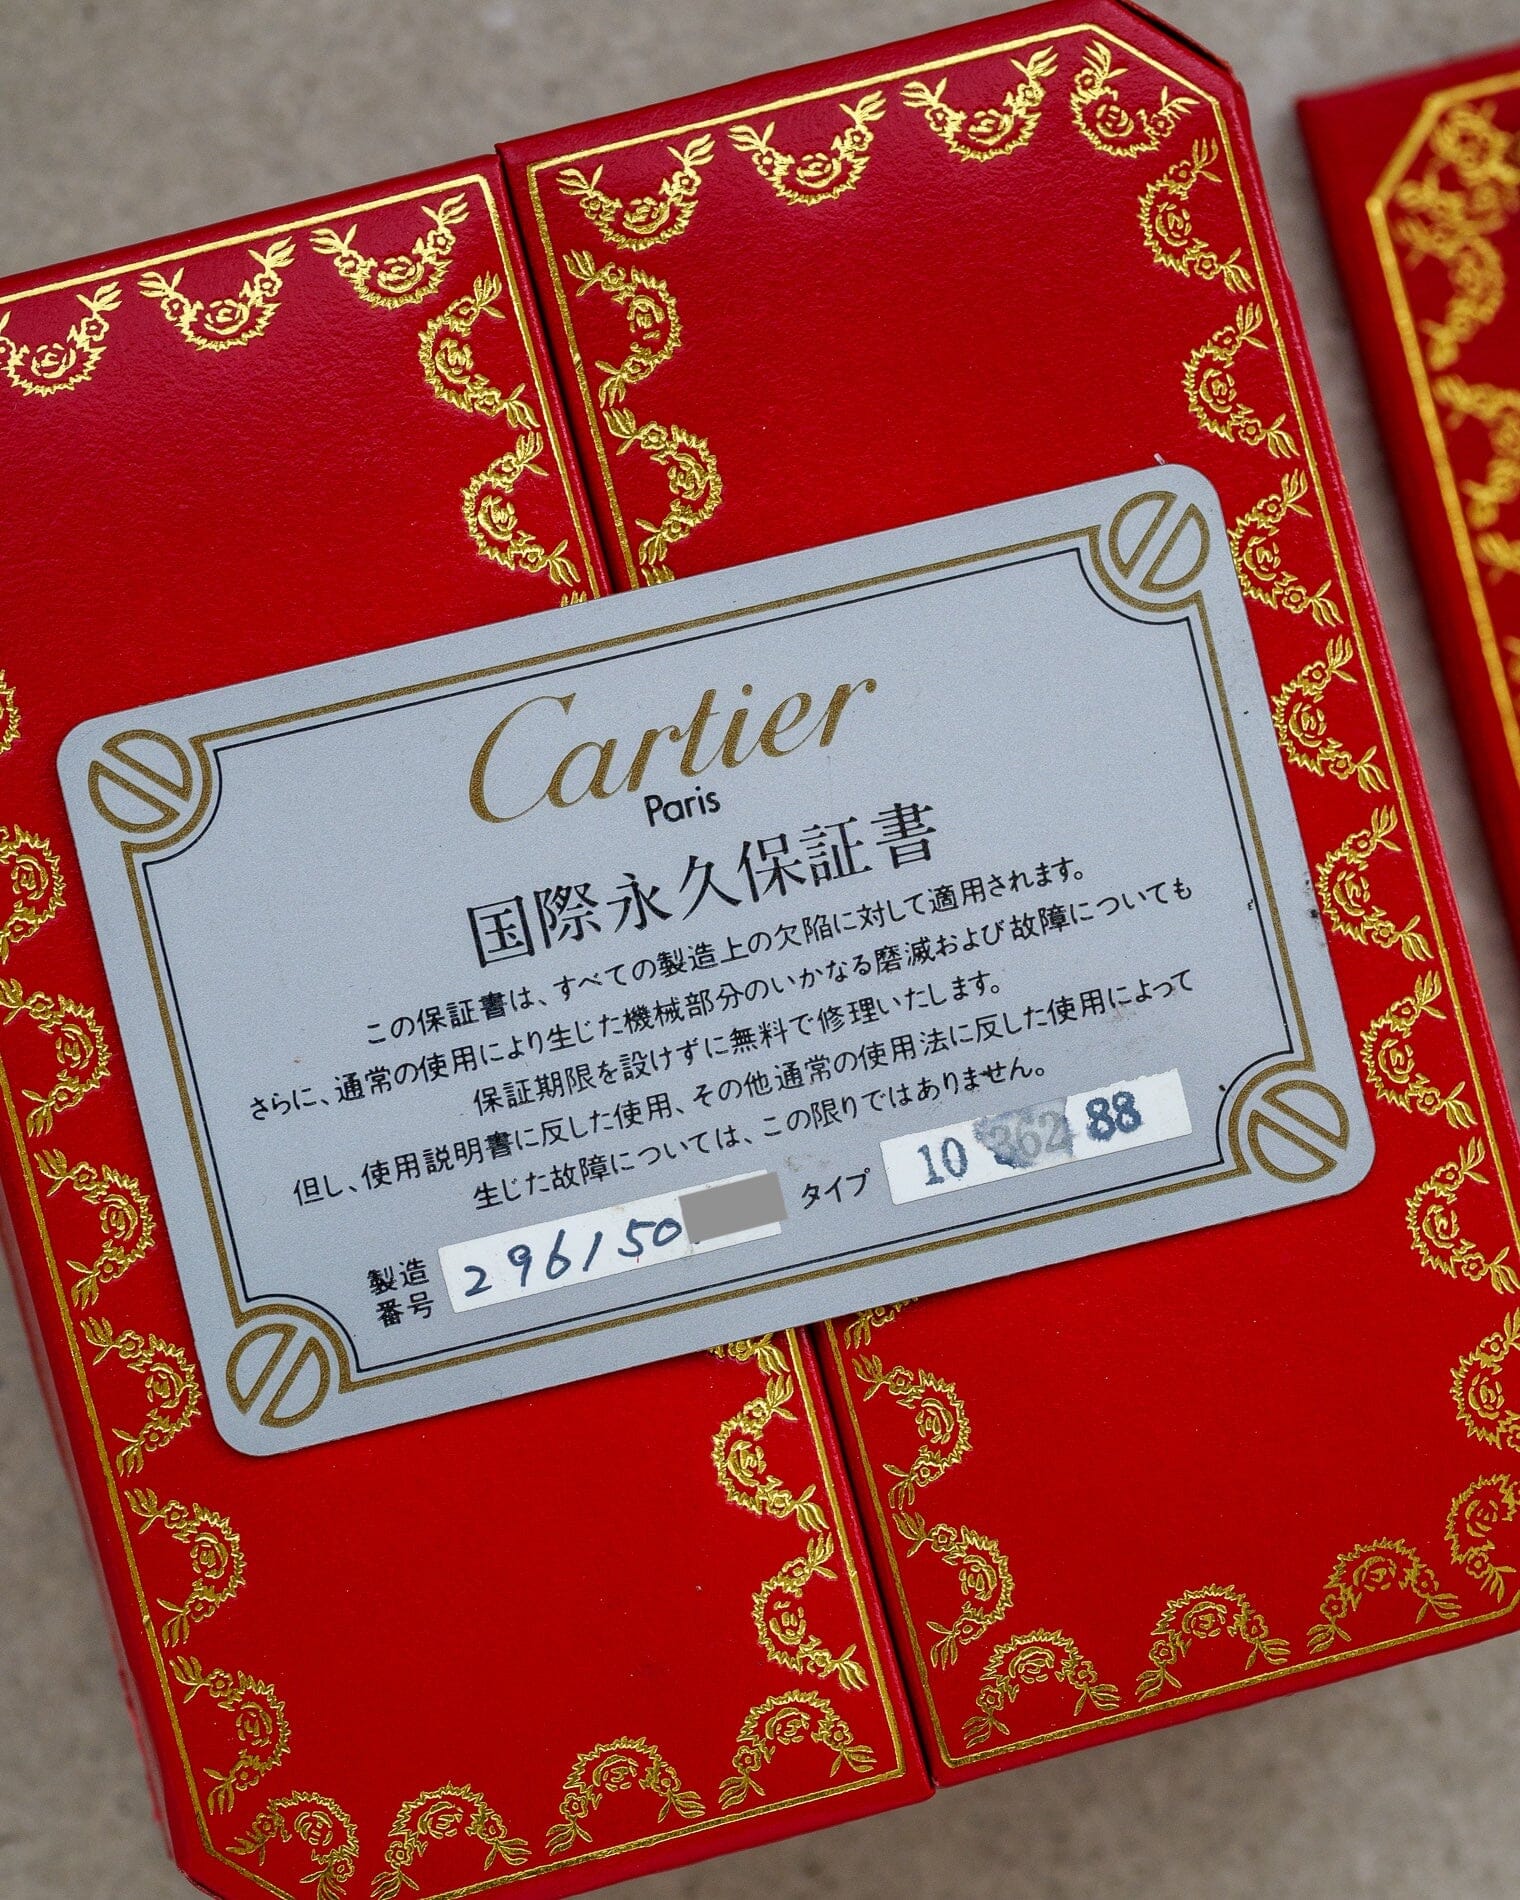 Cartier
Paris
国際永久保証書
この保証書は、すべての製造上の欠陥に対して適用されます。
さらに、通常の使用により生じた機械部分のいかなる磨滅および故障についても
保証期限を設けずに無料で修理いたします。
但し、使用説明書に反した使用、その他通常の使用法に反した使用によって
生じた故障については、この限りではありません。
製造番号 296150 タイプ 10 362 88